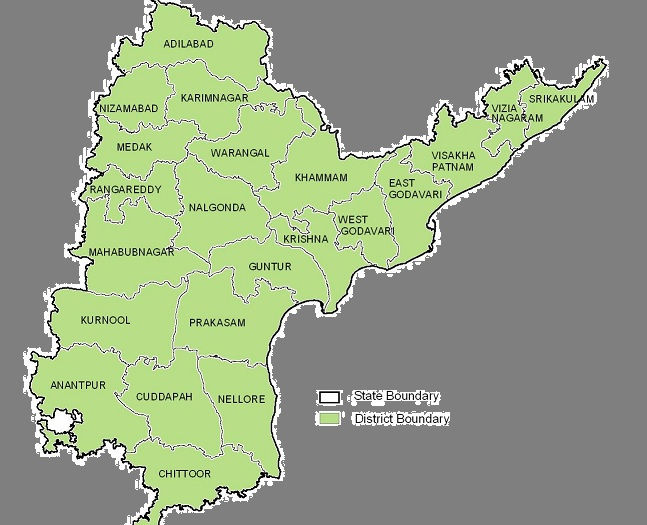 ADILABAD
NIZAMABAD
KARIMNAGAR
SRIKAKULAM
VIZIA
NAGARAM
MEDAK
WARANGAL
VISAKHA
PATNAM
KHAMMAM
RANGAREDDY
EAST
GODAVARI
NALGONDA
WEST
GODAVARI
KRISHNA
MAHABUBNAGAR
GUNTUR
KURNOOL
PRAKASAM
ANANTPUR
CUDDAPAH
NELLORE
State Boundary
District Boundary
CHITTOOR